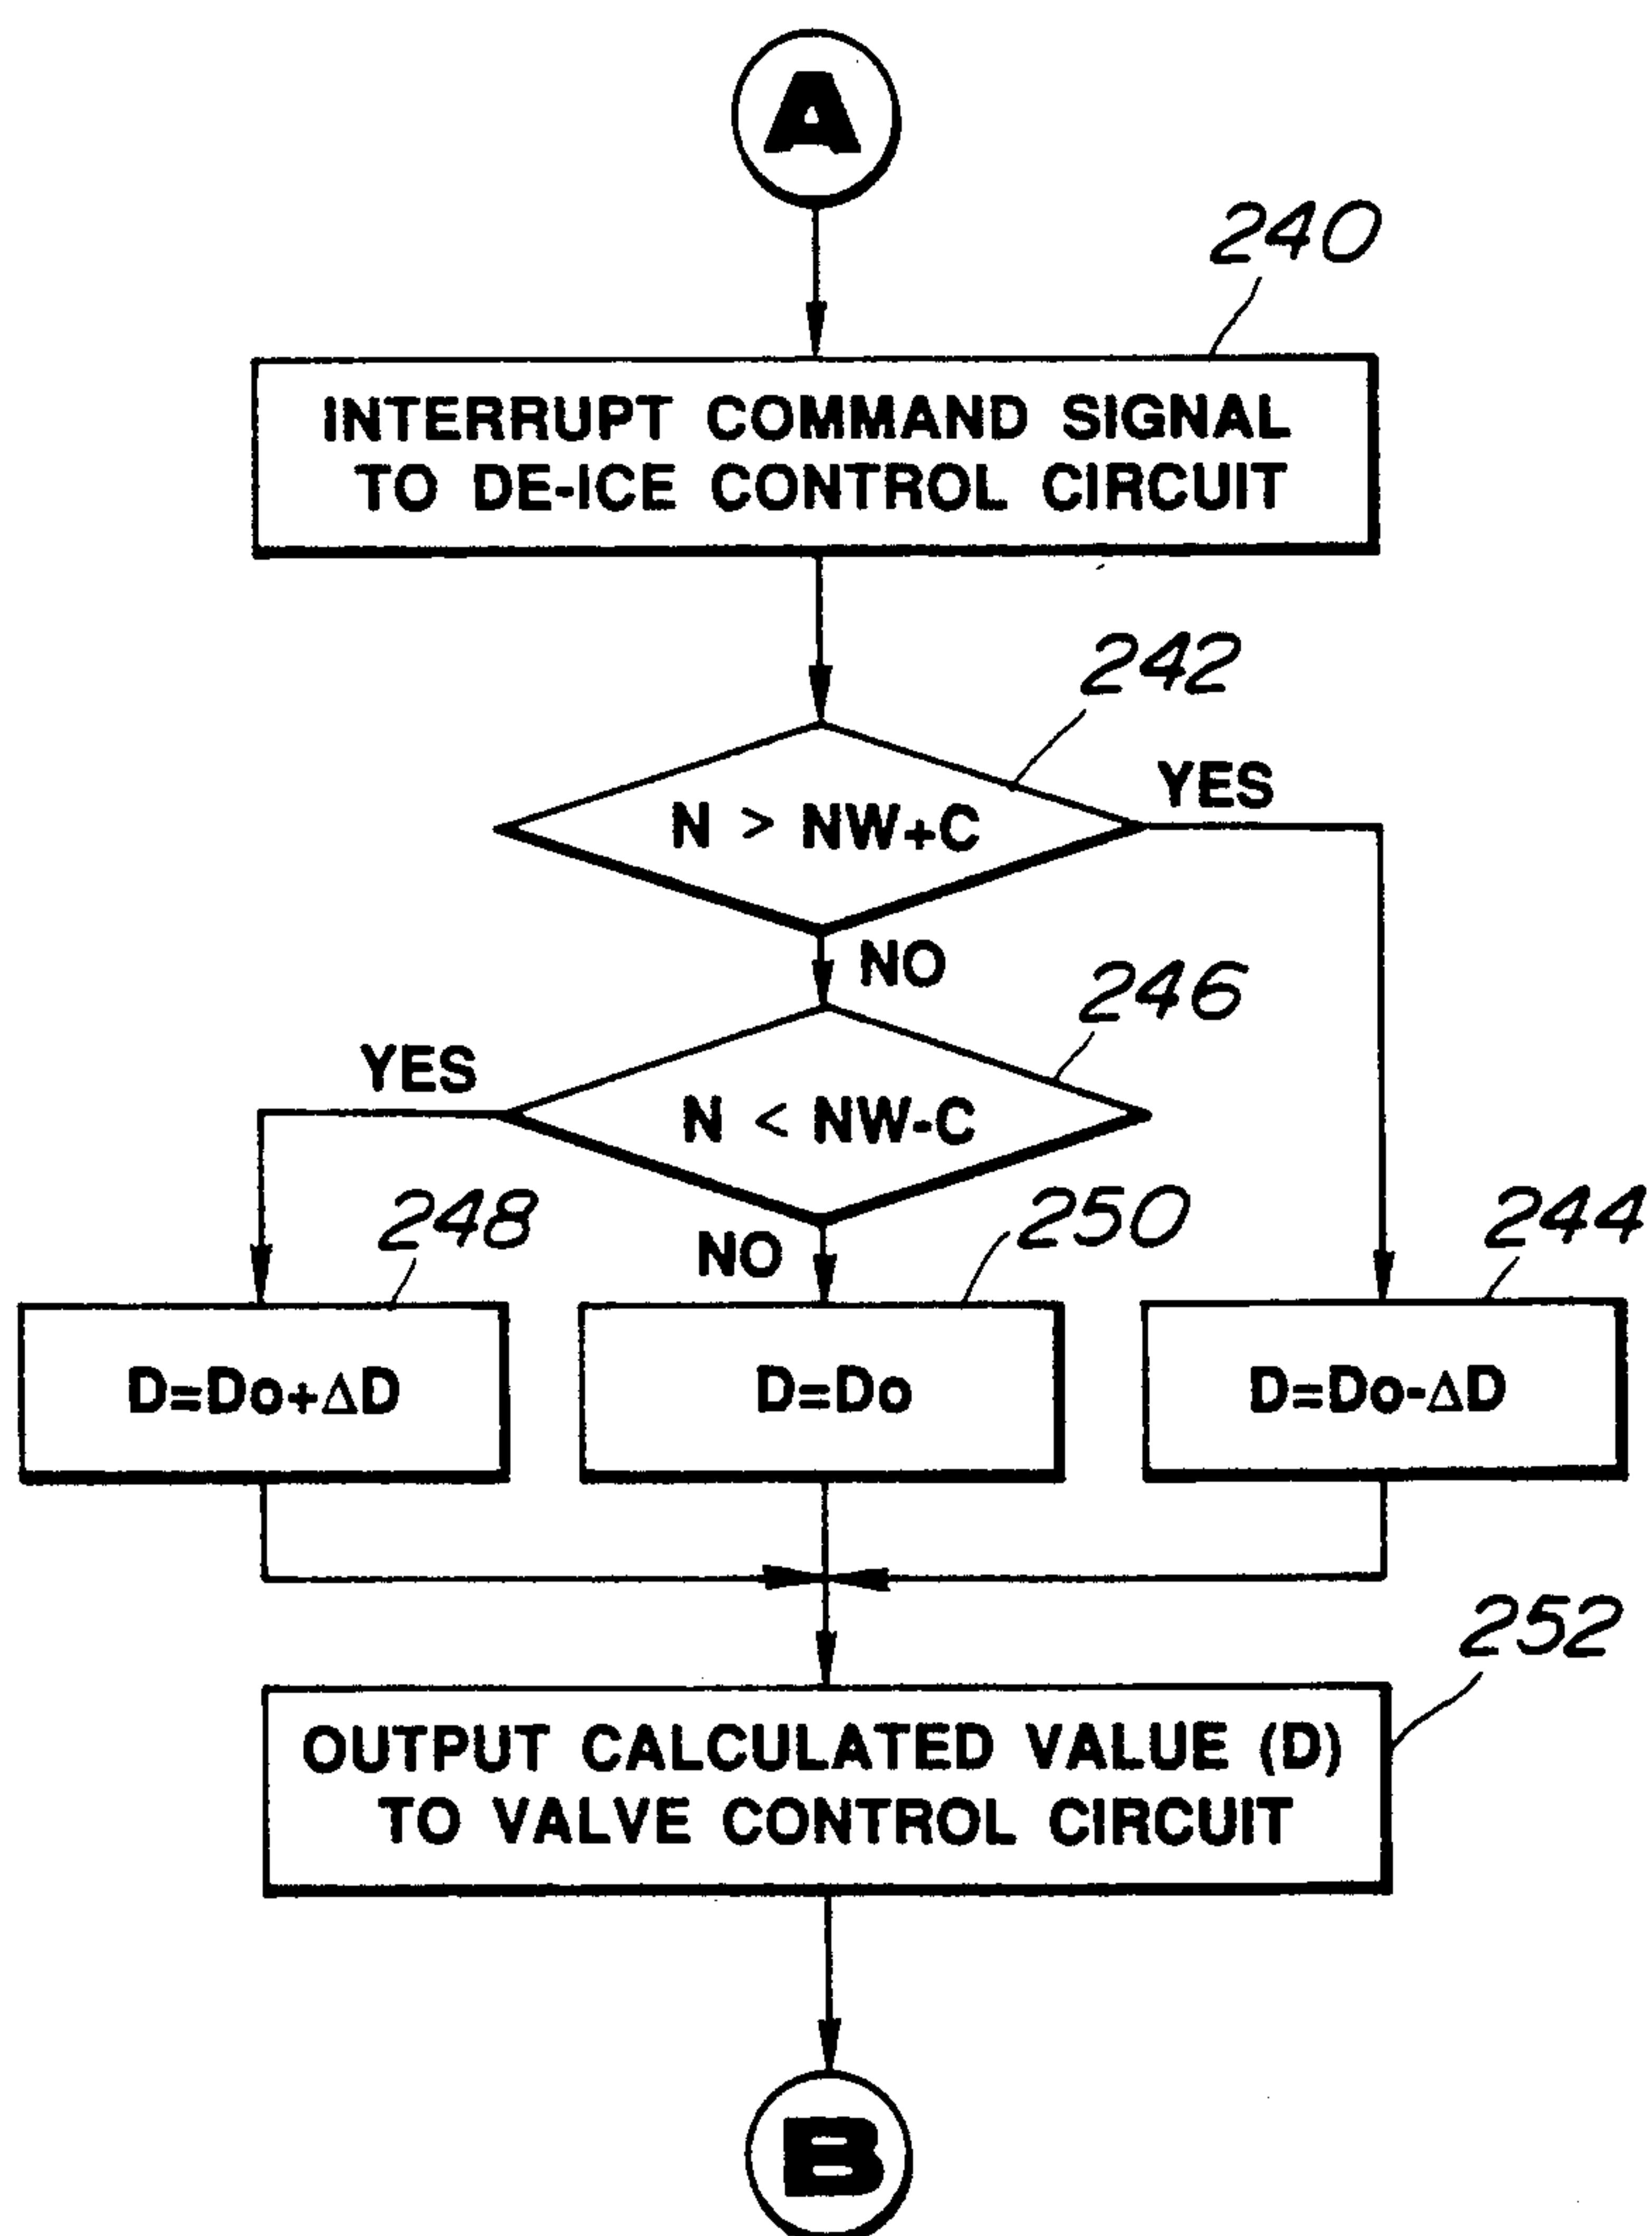 A
240
INTERRUPT COMMAND SIGNAL
TO DE-ICE CONTROL CIRCUIT
242
N > NW+C
YES
NO
246
YES
N < NW-C
248
NO
250
244
D=Do+ΔD
D=Do
D=Do-ΔD
252
OUTPUT CALCULATED VALUE (D)
TO VALVE CONTROL CIRCUIT
B